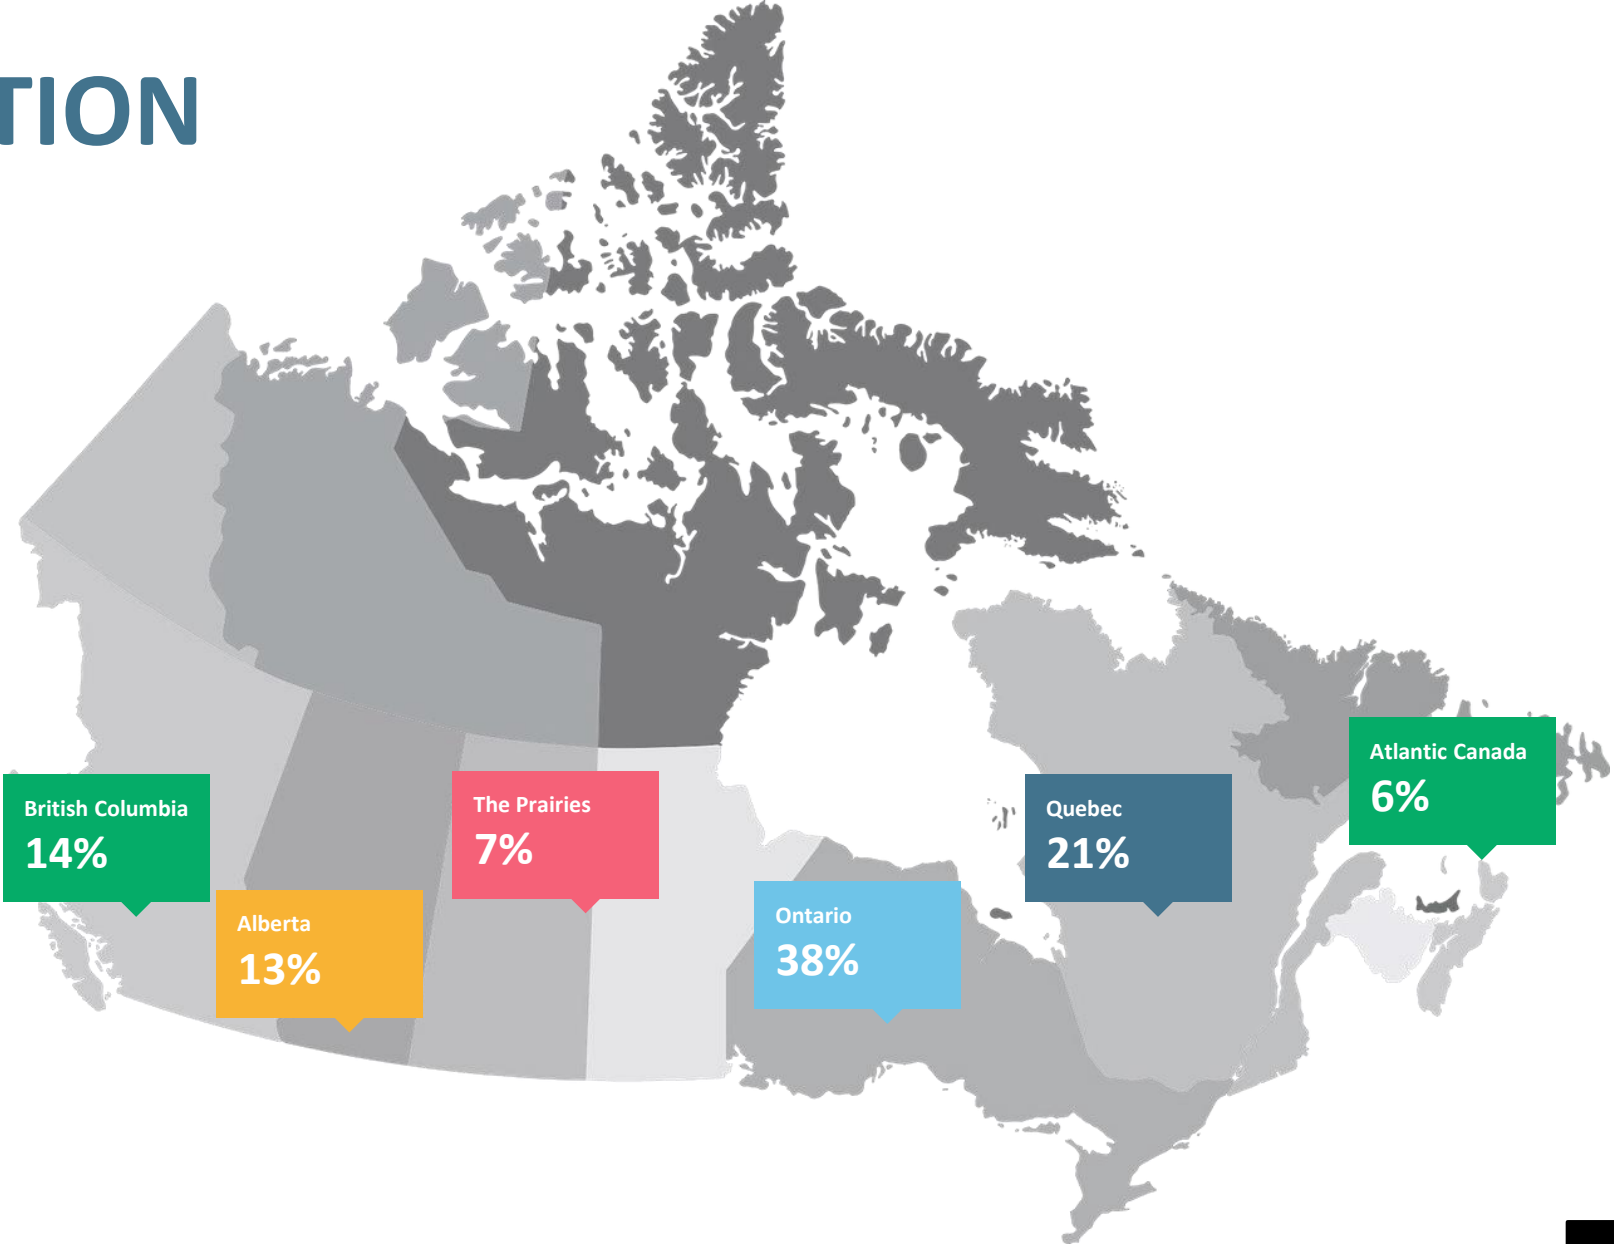 TION
British Columbia
14%
Alberta
13%
The Prairies
7%
Ontario
38%
Quebec
21%
Atlantic Canada
6%